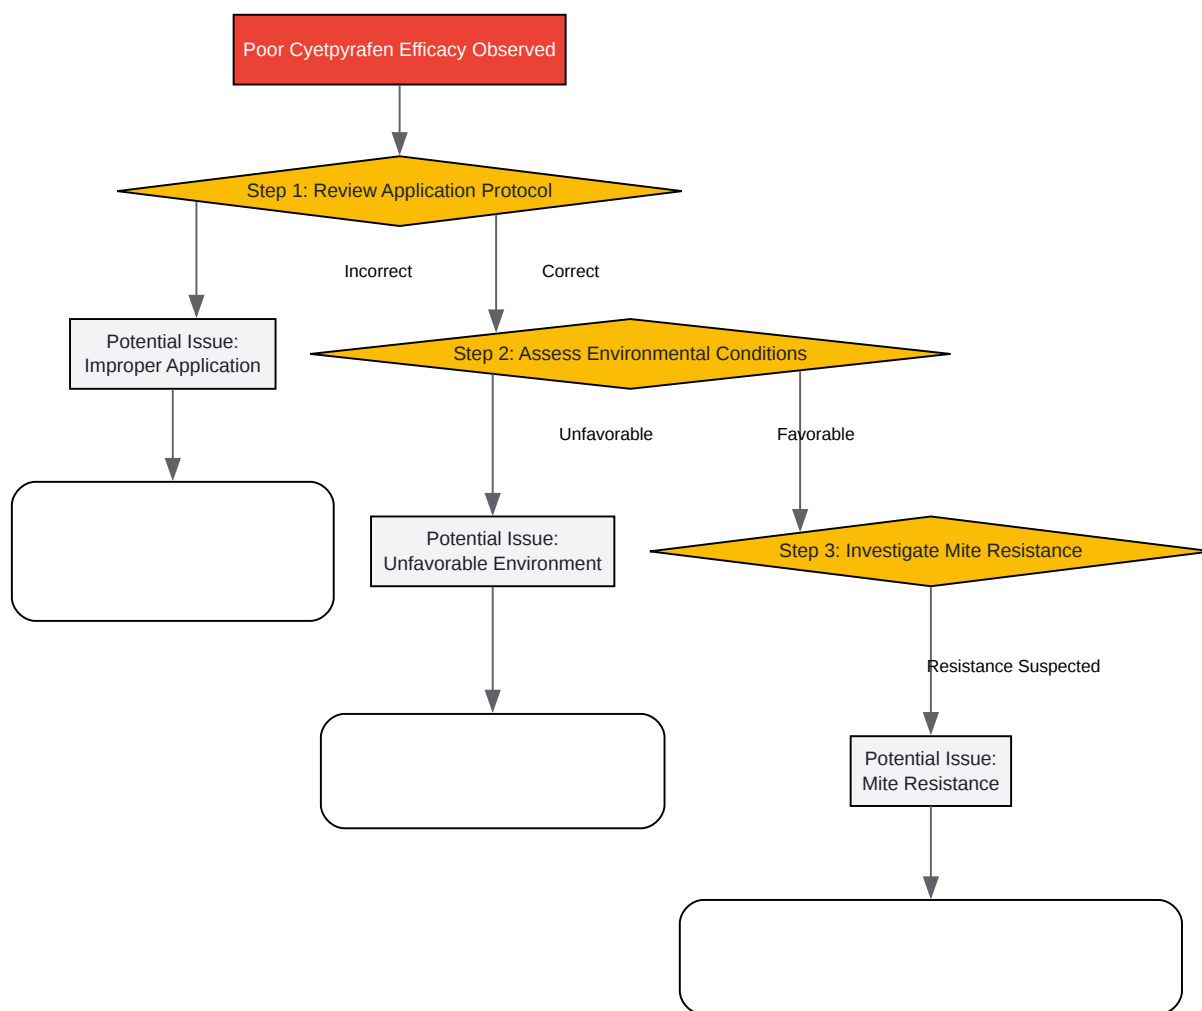 Poor Cyetpyrafen Efficacy Observed
Step 1: Review Application Protocol
Incorrect
Correct
Potential Issue:
Improper Application
Step 2: Assess Environmental Conditions
Unfavorable
Favorable
Potential Issue:
Unfavorable Environment
Step 3: Investigate Mite Resistance
Resistance Suspected
Potential Issue:
Mite Resistance